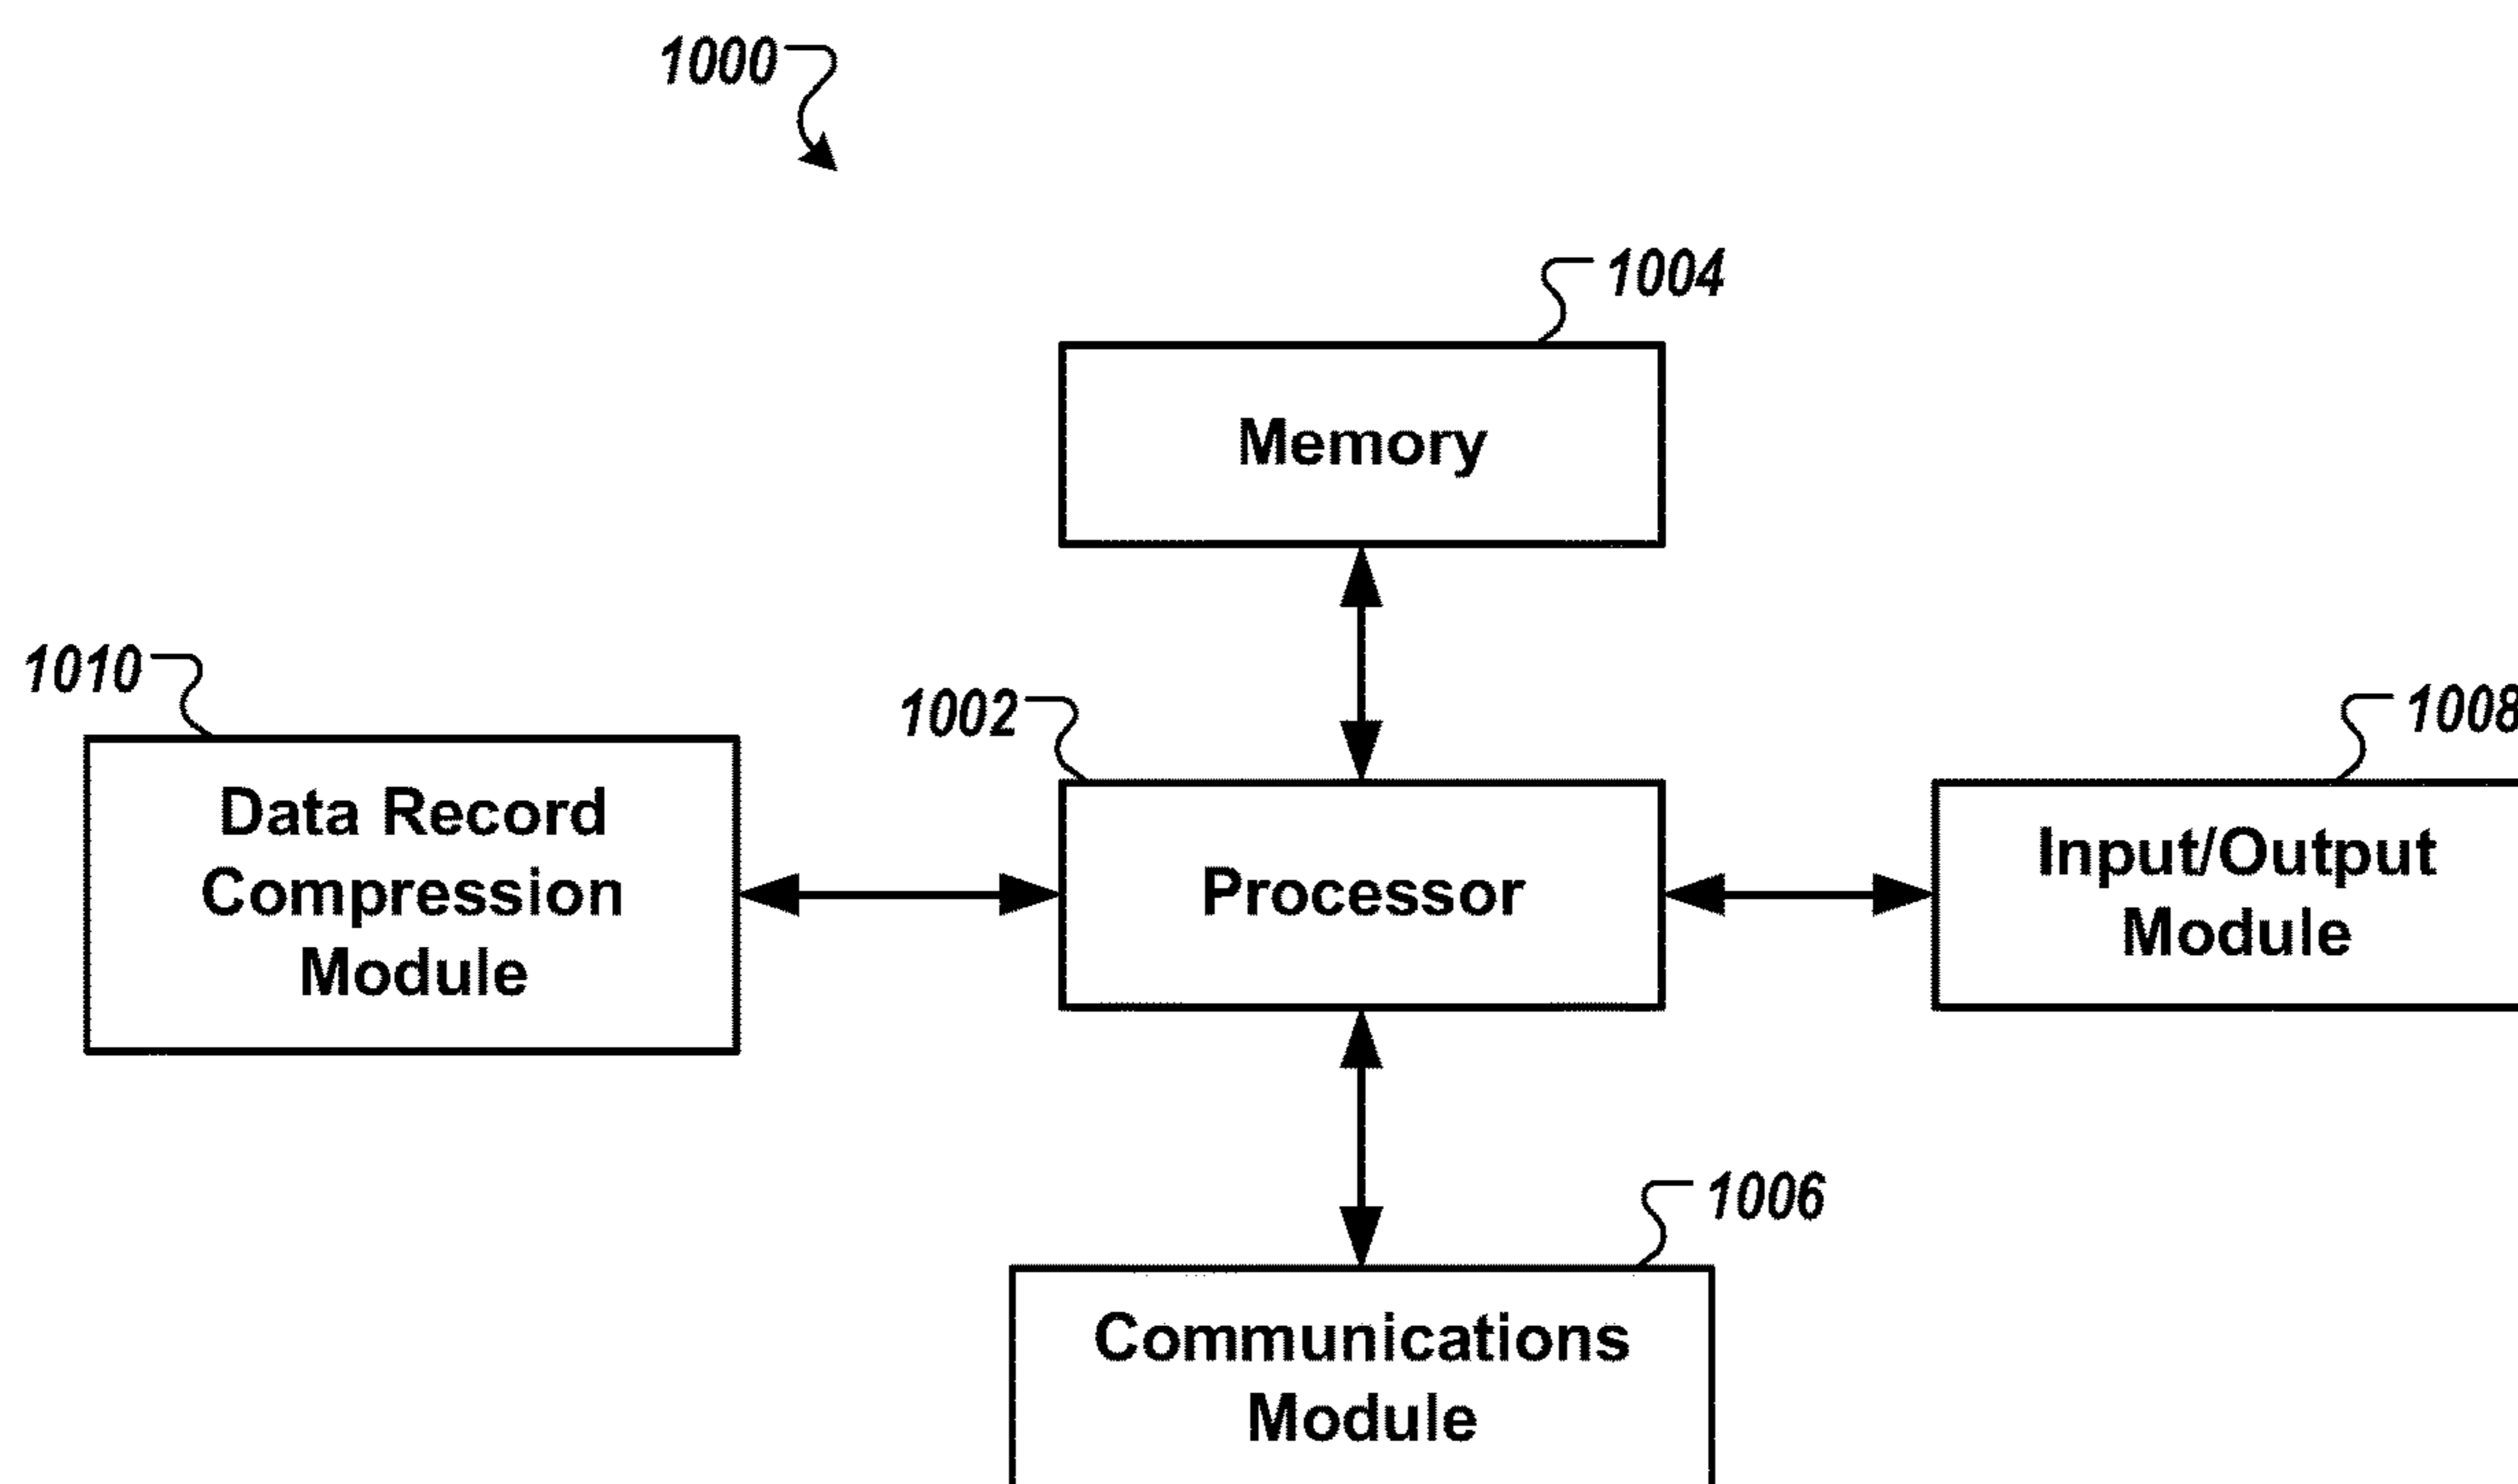 1000
1004
Memory
1010
1002
1008
Data Record
Compression
Module
Processor
Input/Output
Module
1006
Communications
Module